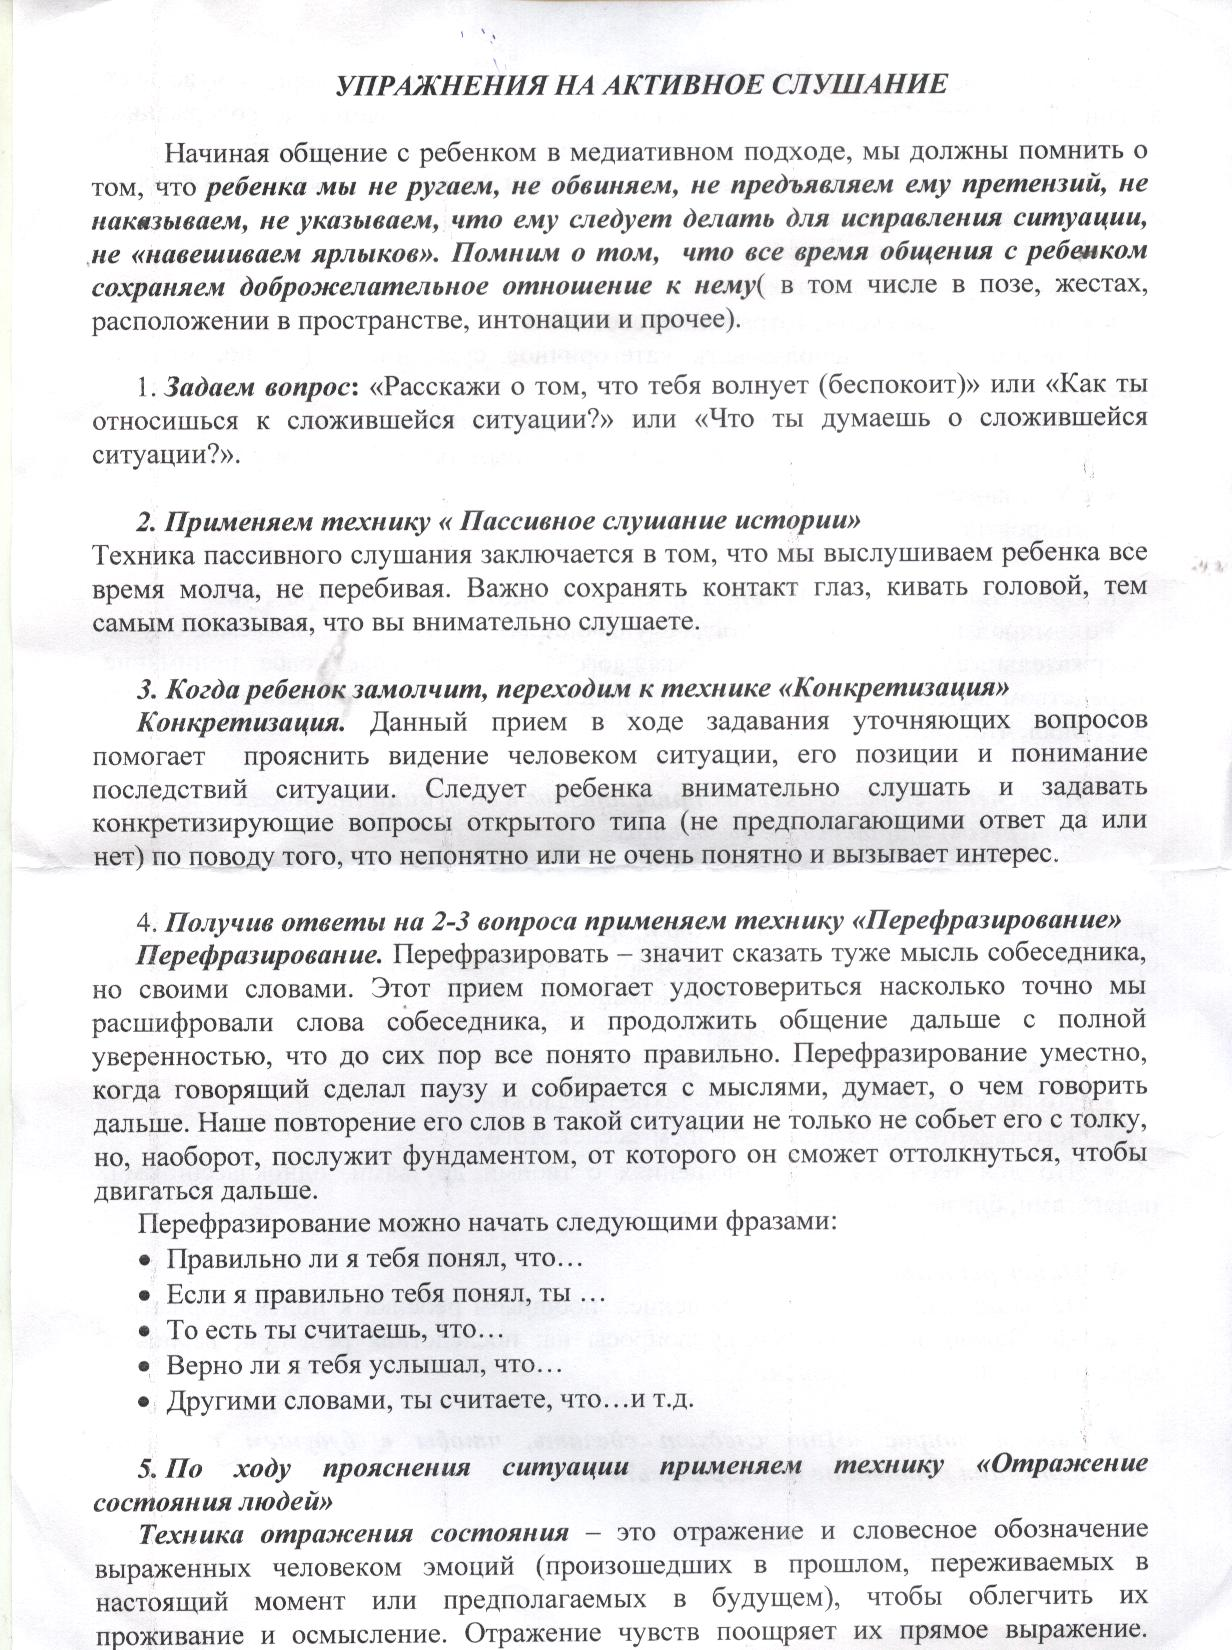 УПРАЖНЕНИЯ НА АКТИВНОЕ СЛУШАНИЕ
Начиная общение с ребенком в медиативном подходе, мы должны помнить о
том, что ребенка мы не ругаем, не обвиняем, не предъявляем ему претензий, не
наказываем, не указываем, что ему следует делать для исправления ситуации,
не «навешиваем ярлыков». Помним о том, что все время общения с ребенком
сохраняем доброжелательное отношение к нему( в том числе в позе, жестах,
расположении в пространстве, интонации и прочее).
1. Задаем вопрос: «Расскажи о том, что тебя волнует (беспокоит)» или «Как ты
относишься к сложившейся ситуации?» или «Что ты думаешь о сложившейся
ситуации?».
2. Применяем технику « Пассивное слушание истории»
Техника пассивного слушания заключается в том, что мы выслушиваем ребенка все
время молча, не перебивая. Важно сохранять контакт глаз, кивать головой, тем
самым показывая, что вы внимательно слушаете.
3. Когда ребенок замолчит, переходим к технике «Конкретизация»
Конкретизация. Данный прием в ходе задавания уточняющих вопросов
помогает прояснить видение человеком ситуации, его позиции и понимание
последствий ситуации. Следует ребенка внимательно слушать и задавать
конкретизирующие вопросы открытого типа (не предполагающими ответ да или
нет) по поводу того, что непонятно или не очень понятно и вызывает интерес.
4. Получив ответы на 2-3 вопроса применяем технику «Перефразирование»
Перефразирование. Перефразировать – значит сказать туже мысль собеседника,
но своими словами. Этот прием помогает удостовериться насколько точно мы
расшифровали слова собеседника, и продолжить общение дальше с полной
уверенностью, что до сих пор все понято правильно. Перефразирование уместно,
когда говорящий сделал паузу и собирается с мыслями, думает, о чем говорить
дальше. Наше повторение его слов в такой ситуации не только не собьет его с толку,
но, наоборот, послужит фундаментом, от которого он сможет оттолкнуться, чтобы
двигаться дальше.
Перефразирование можно начать следующими фразами:
• Правильно ли я тебя понял, что…
• Если я правильно тебя понял, ты …
• То есть ты считаешь, что…
• Верно ли я тебя услышал, что…
• Другими словами, ты считаете, что…и т.д.
5. По ходу прояснения ситуации применяем технику «Отражение
состояния людей»
Техника отражения состояния – это отражение и словесное обозначение
выраженных человеком эмоций (произошедших в прошлом, переживаемых в
настоящий момент или предполагаемых в будущем), чтобы облегчить их
проживание и осмысление. Отражение чувств поощряет их прямое выражение.